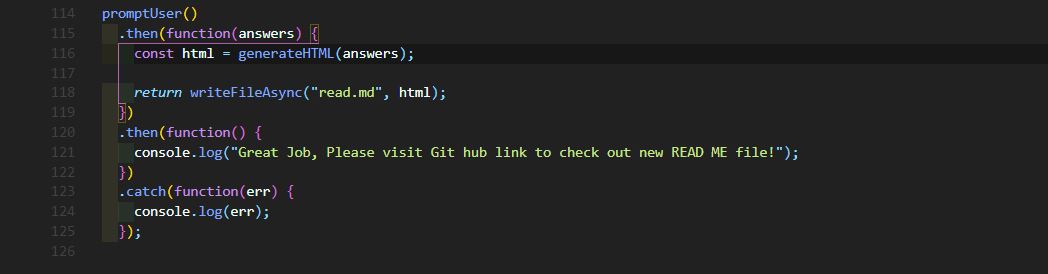 114 promptUser()
115   .then(function(answers) {
116     const html = generateHTML(answers);
117
118     return writeFileAsync("read.md", html);
119   })
120   .then(function() {
121     console.log("Great Job, Please visit Git hub link to check out new READ ME file!");
122   })
123   .catch(function(err) {
124     console.log(err);
125   });
126